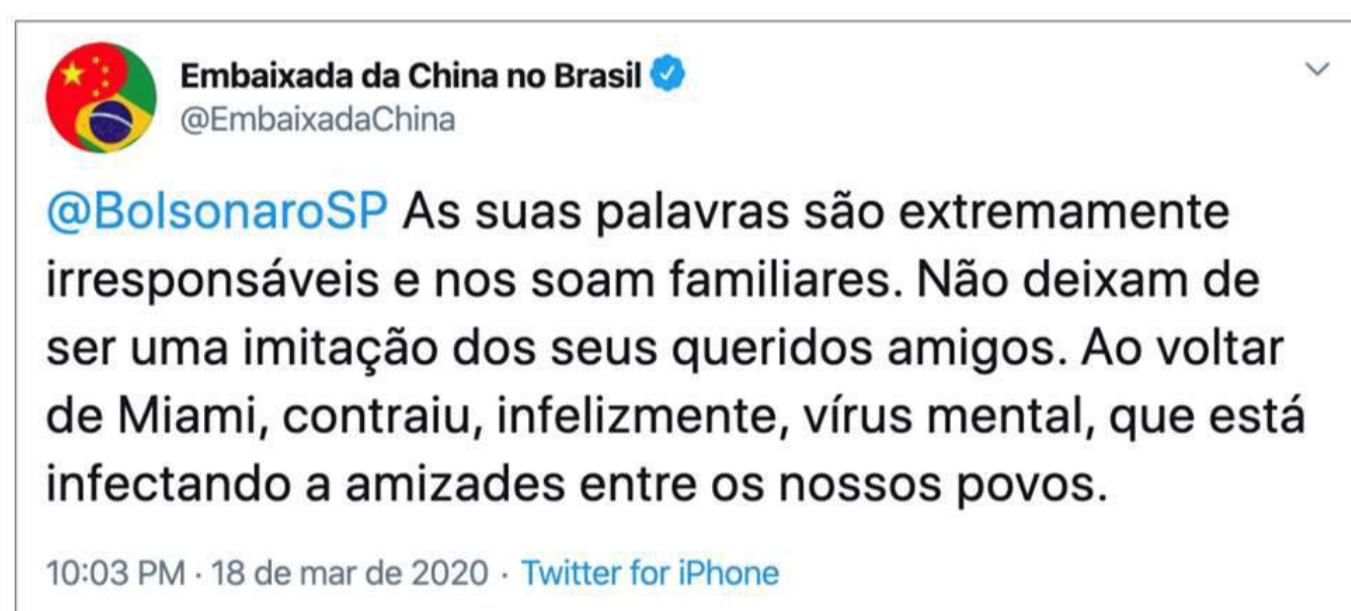 Embaixada da China no Brasil
@EmbaixadaChina
@BolsonaroSP As suas palavras são extremamente
irresponsáveis e nos soam familiares. Não deixam de
ser uma imitação dos seus queridos amigos. Ao voltar
de Miami, contraiu, infelizmente, vírus mental, que está
infectando a amizades entre os nossos povos.
10:03 PM · 18 de mar de 2020 · Twitter for iPhone